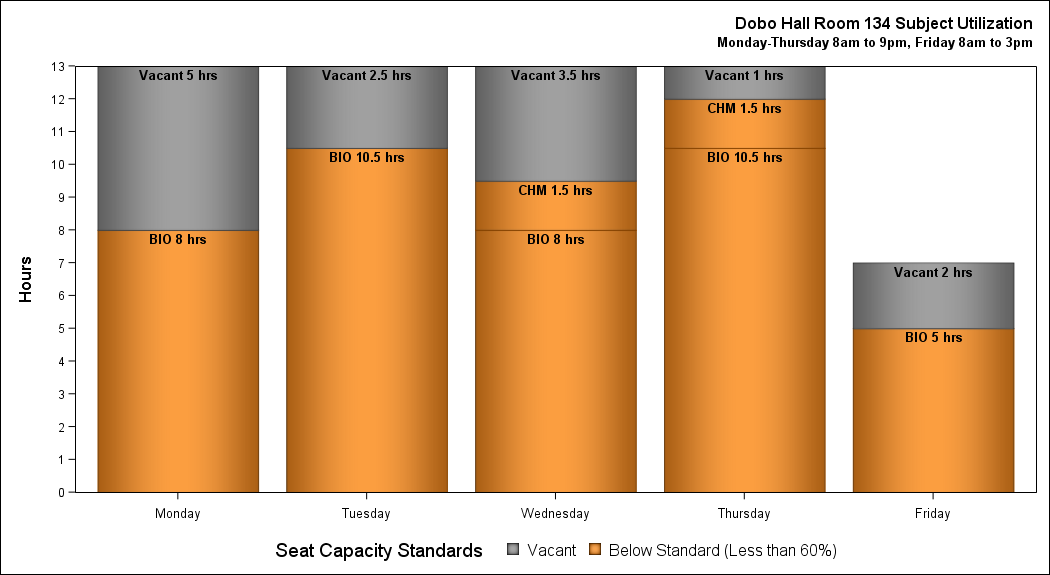 Dobo Hall Room 134 Subject Utilization
Monday-Thursday 8am to 9pm, Friday 8am to 3pm
Hours
13
12
11
10
9
8
7
6
5
4
3
2
1
0
Vacant 5 hrs
BIO 8 hrs
Vacant 2.5 hrs
BIO 10.5 hrs
Vacant 3.5 hrs
CHM 1.5 hrs
BIO 8 hrs
Vacant 1 hrs
CHM 1.5 hrs
BIO 10.5 hrs
Vacant 2 hrs
BIO 5 hrs
Monday Tuesday Wednesday Thursday Friday
Seat Capacity Standards Vacant Below Standard (Less than 60%)